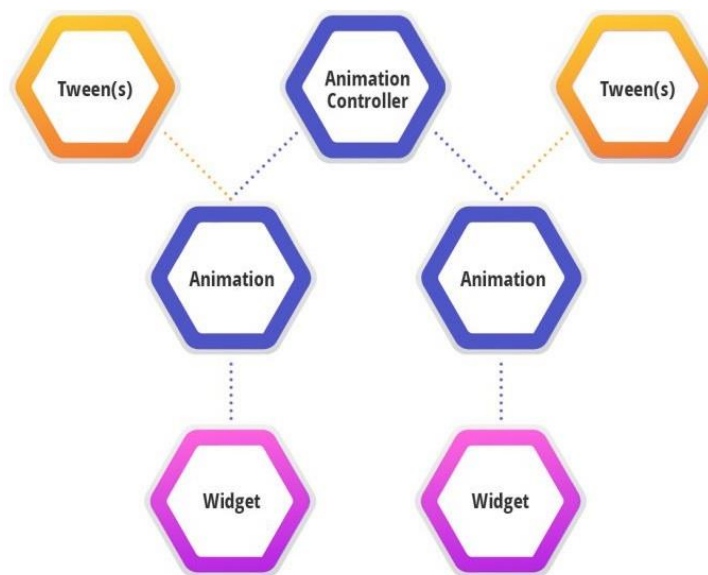 Tween(s)
Animation
Controller
Tween(s)
Animation
Animation
Widget
Widget